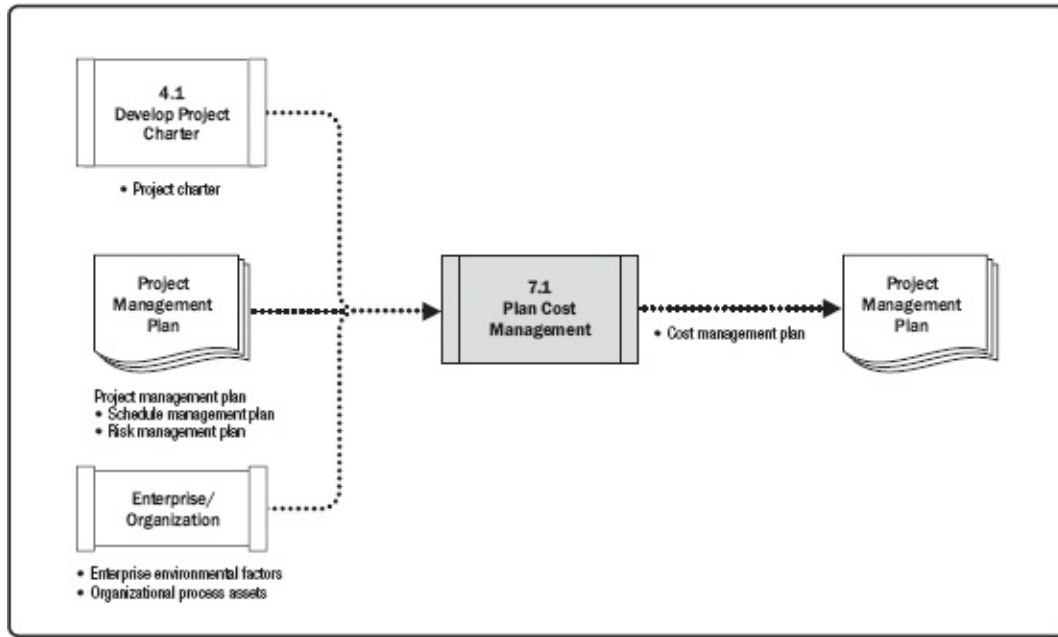 4.1
Develop Project
Charter
• Project charter
Project
Management
Plan
Project management plan
• Schedule management plan
• Risk management plan
Enterprise/
Organization
• Enterprise environmental factors
• Organizational process assets
7.1
Plan Cost
Management
• Cost management plan
Project
Management
Plan